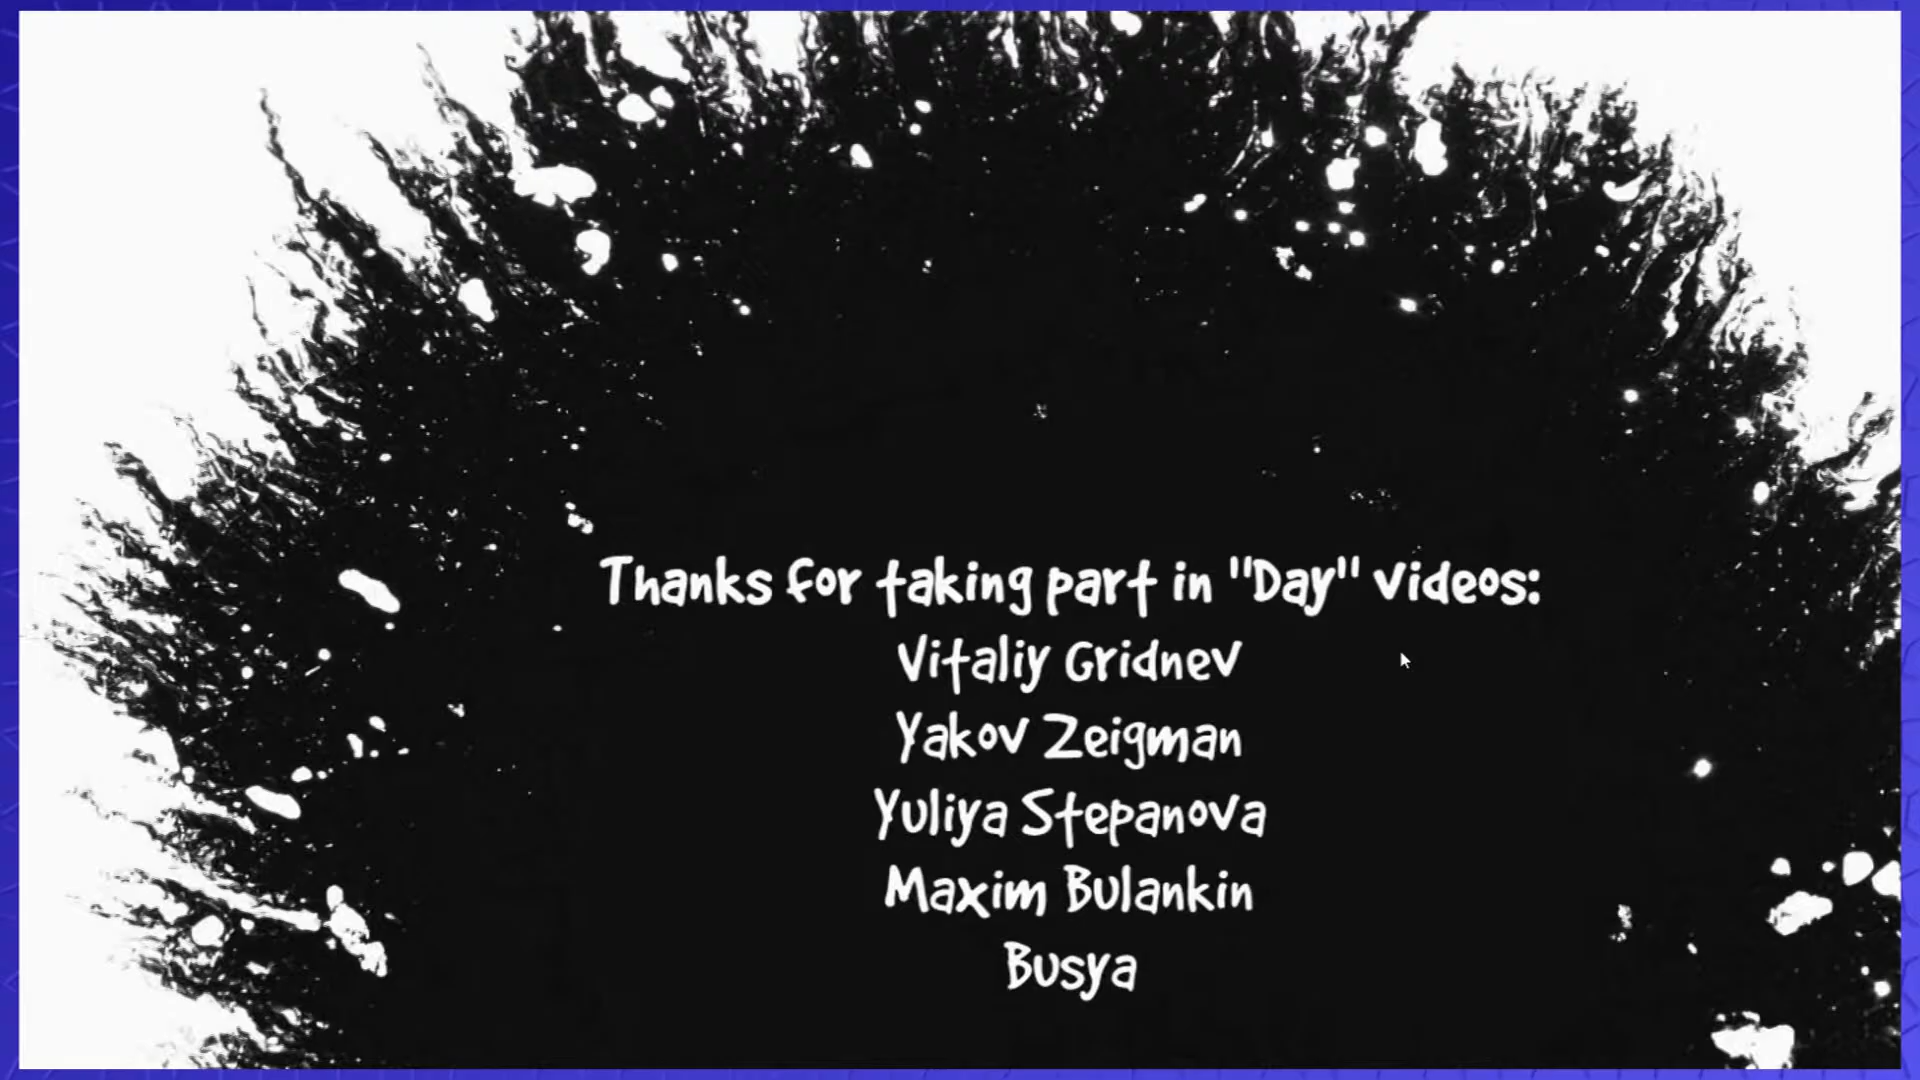 Thanks for taking part in "Day" videos:
Vitaliy Gridnev
Yakov Zeigman
Yuliya Stepanova
Maxim Bulankin
Busya